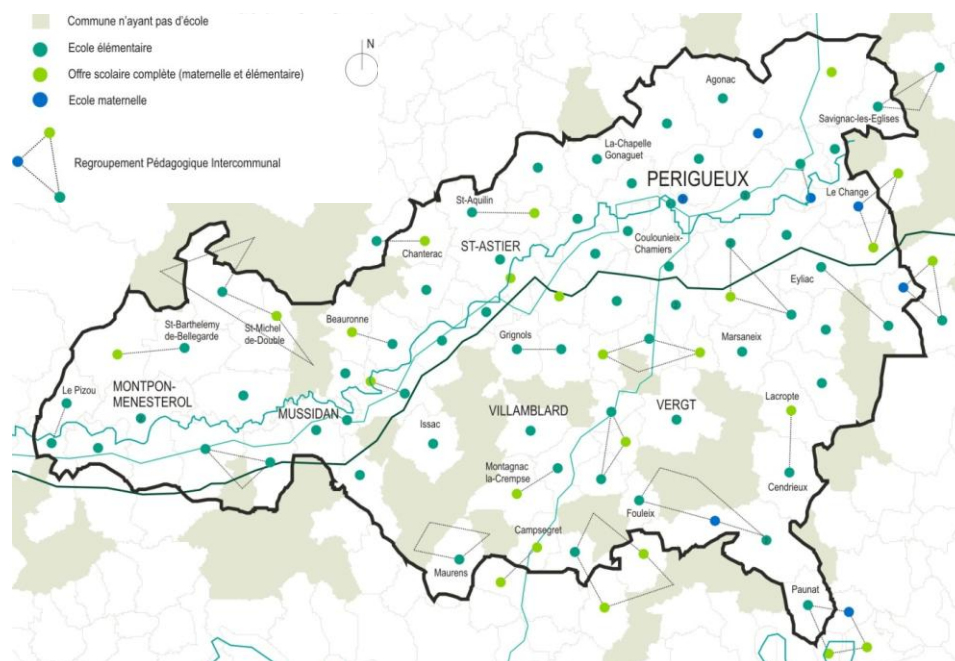 Commune n'ayant pas d'école
Ecole élémentaire
Offre scolaire complète (maternelle et élémentaire)
Ecole maternelle
Regroupement Pédagogique Intercommunal
N
Agonac
Savignac-les-Eglises
La-Chapelle
Gonaguet
PERIGUEUX
Le Change
St-Aquilin
ST-ASTIER
Coulounieix-
Chamiers
Chanterac
Eyliac
Beauronne
St-Barthelemy
de-Bellegarde
St-Michel
de-Double
Grignols
Marsaneix
Le Pizou
MONTPON-
MENESTEROL
MUSSIDAN
Issac
VILLAMBLARD
VERGT
Lacropte
Montagnac
la-Crempse
Cendrieux
Fouleix
Campsegret
Maurens
Paunat